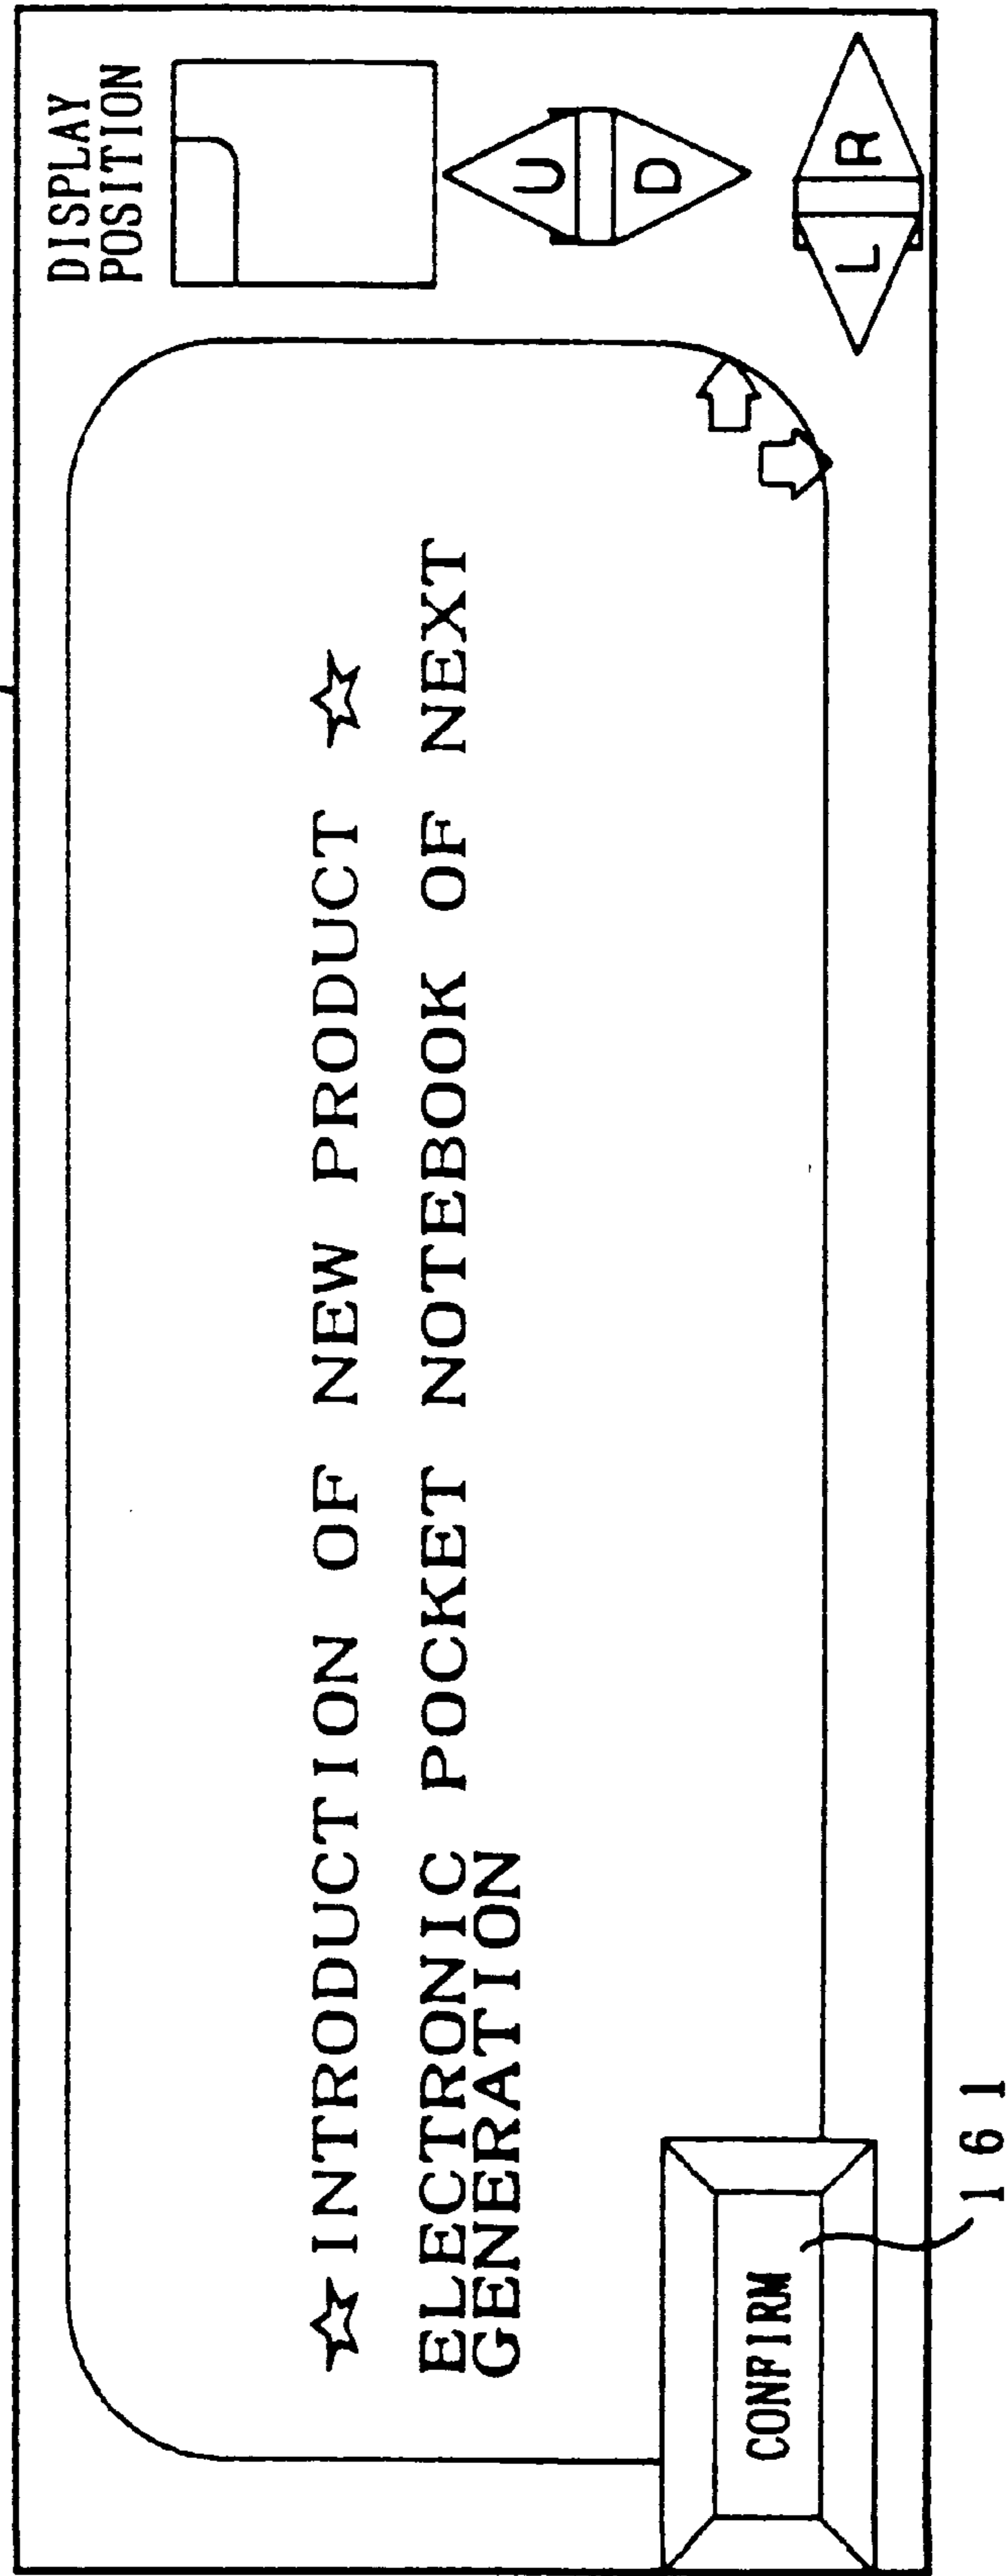 DISPLAY
POSITION
☆ INTRODUCTION OF NEW PRODUCT ☆
ELECTRONIC POCKET NOTEBOOK OF NEXT
GENERATION
U
D
L R
CONFIRM
161